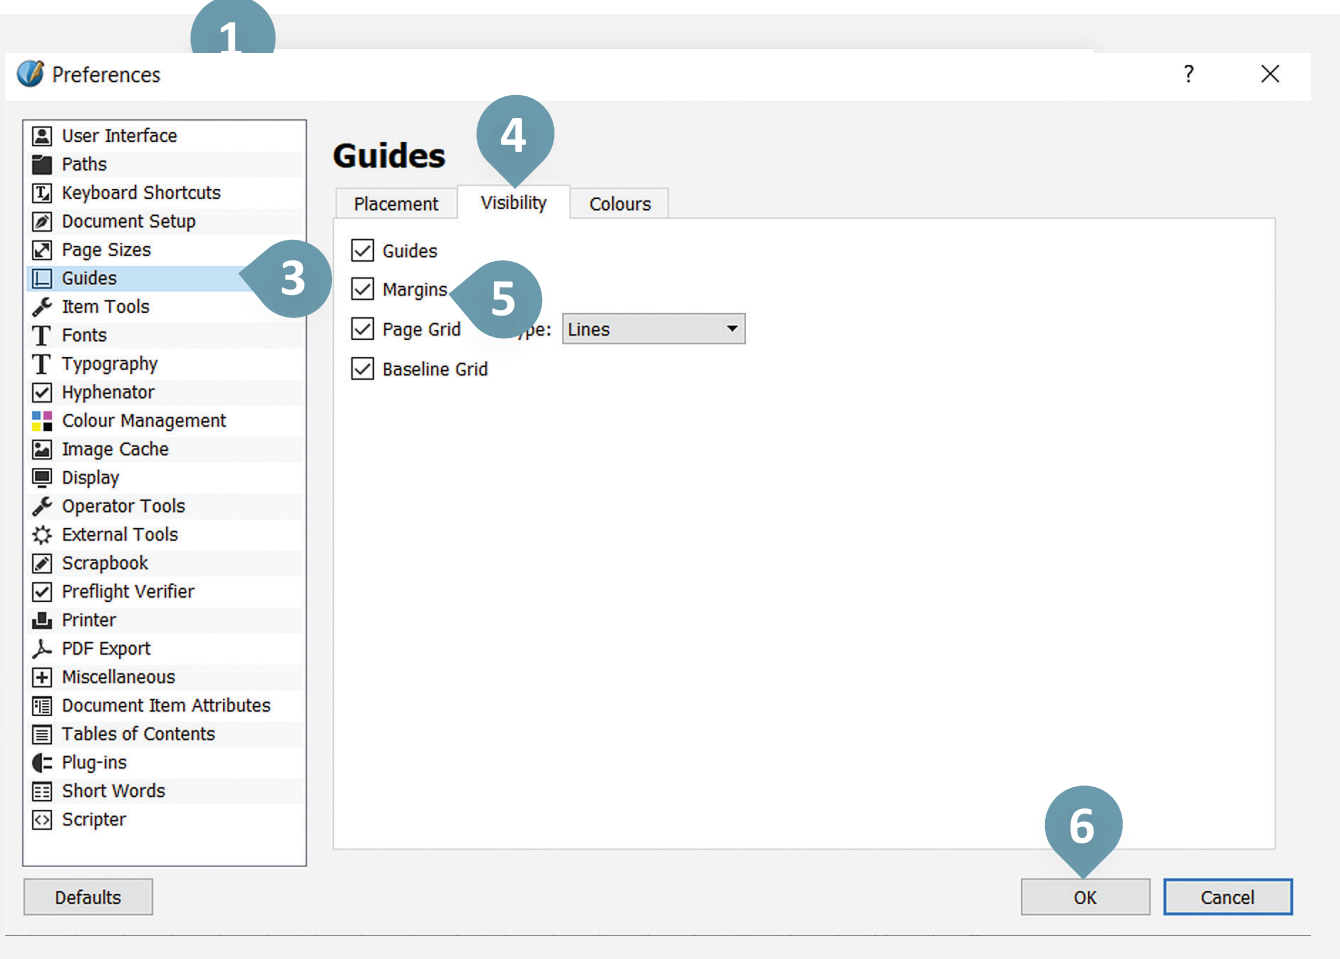 1
Preferences
?
User Interface
Paths
Keyboard Shortcuts
Document Setup
Page Sizes
Guides
Item Tools
Fonts
Typography
Hyphenator
Colour Management
Image Cache
Display
Operator Tools
External Tools
Scrapbook
Preflight Verifier
Printer
PDF Export
Miscellaneous
Document Item Attributes
Tables of Contents
Plug-ins
Short Words
Scripter
3
Guides
4
Placement Visibility Colours
Guides
Margins
5
Page Grid Lines
Baseline Grid
6
Defaults OK Cancel